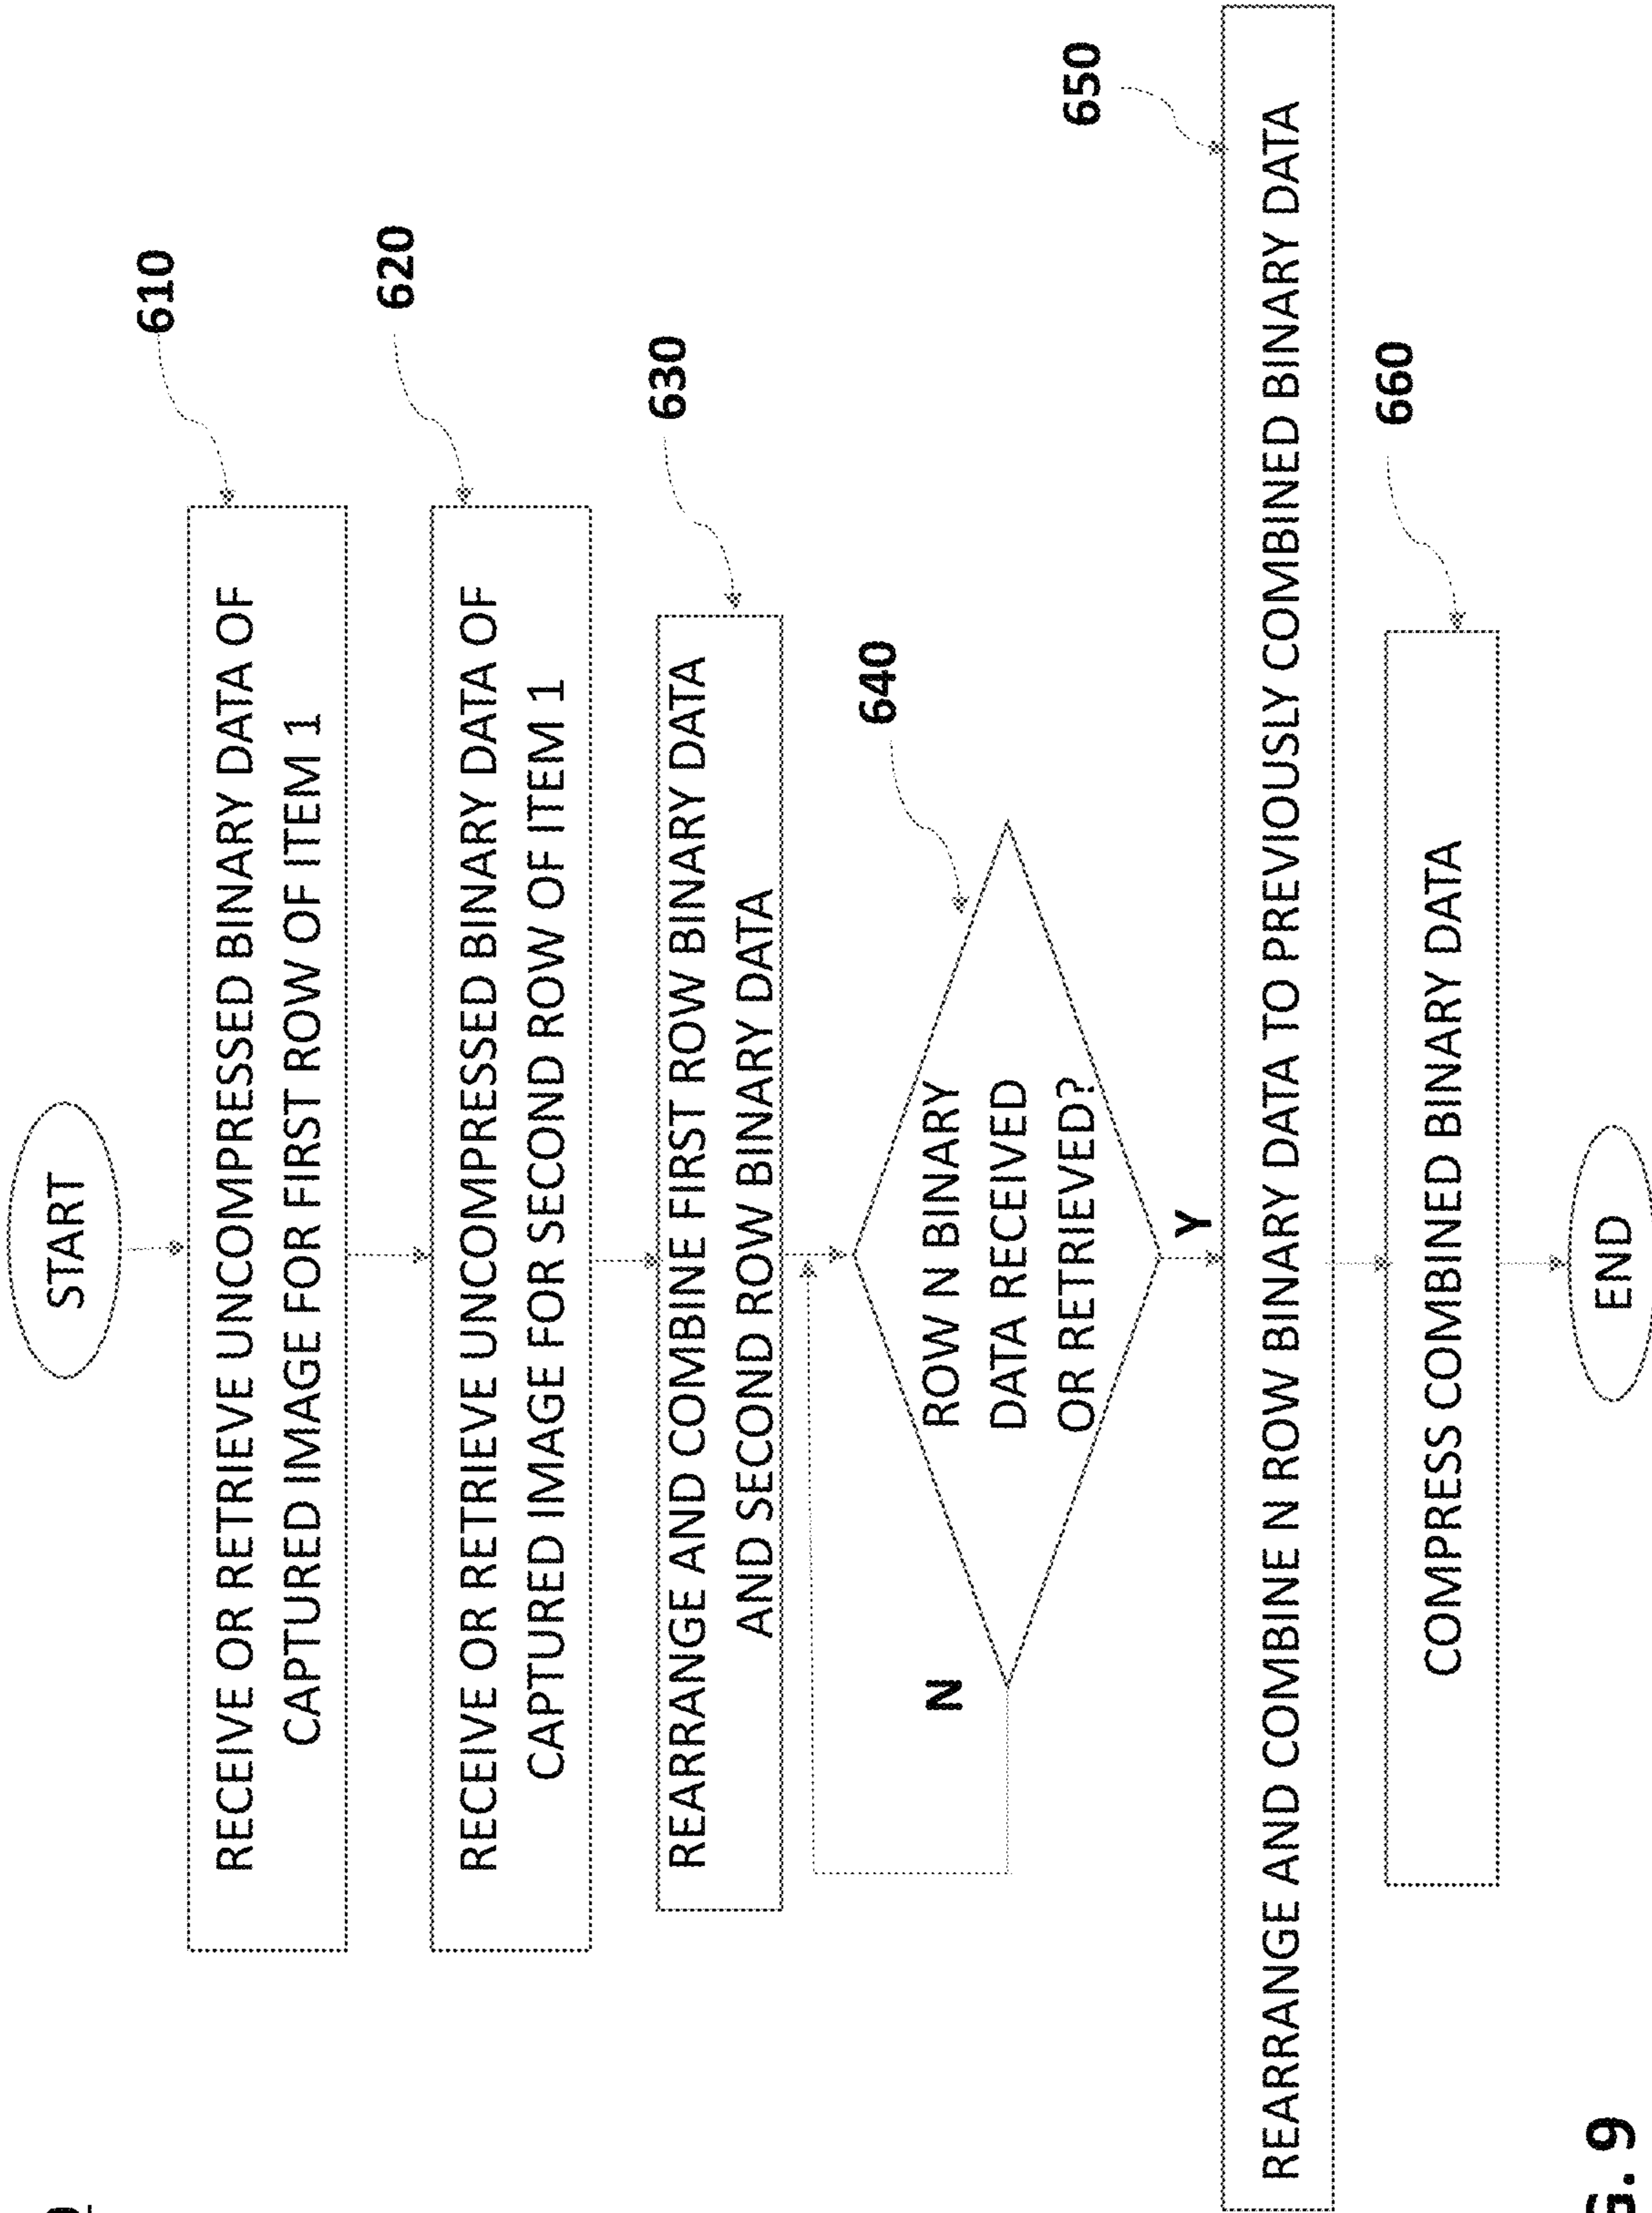 START
610
RECEIVE OR RETRIEVE UNCOMPRESSED BINARY DATA OF
CAPTURED IMAGE FOR FIRST ROW OF ITEM 1
620
RECEIVE OR RETRIEVE UNCOMPRESSED BINARY DATA OF
CAPTURED IMAGE FOR SECOND ROW OF ITEM 1
630
REARRANGE AND COMBINE FIRST ROW BINARY DATA
AND SECOND ROW BINARY DATA
640
ROW N BINARY
DATA RECEIVED
OR RETRIEVED?
N
Y
650
REARRANGE AND COMBINE N ROW BINARY DATA TO PREVIOUSLY COMBINED BINARY DATA
660
COMPRESS COMBINED BINARY DATA
END
G. 9